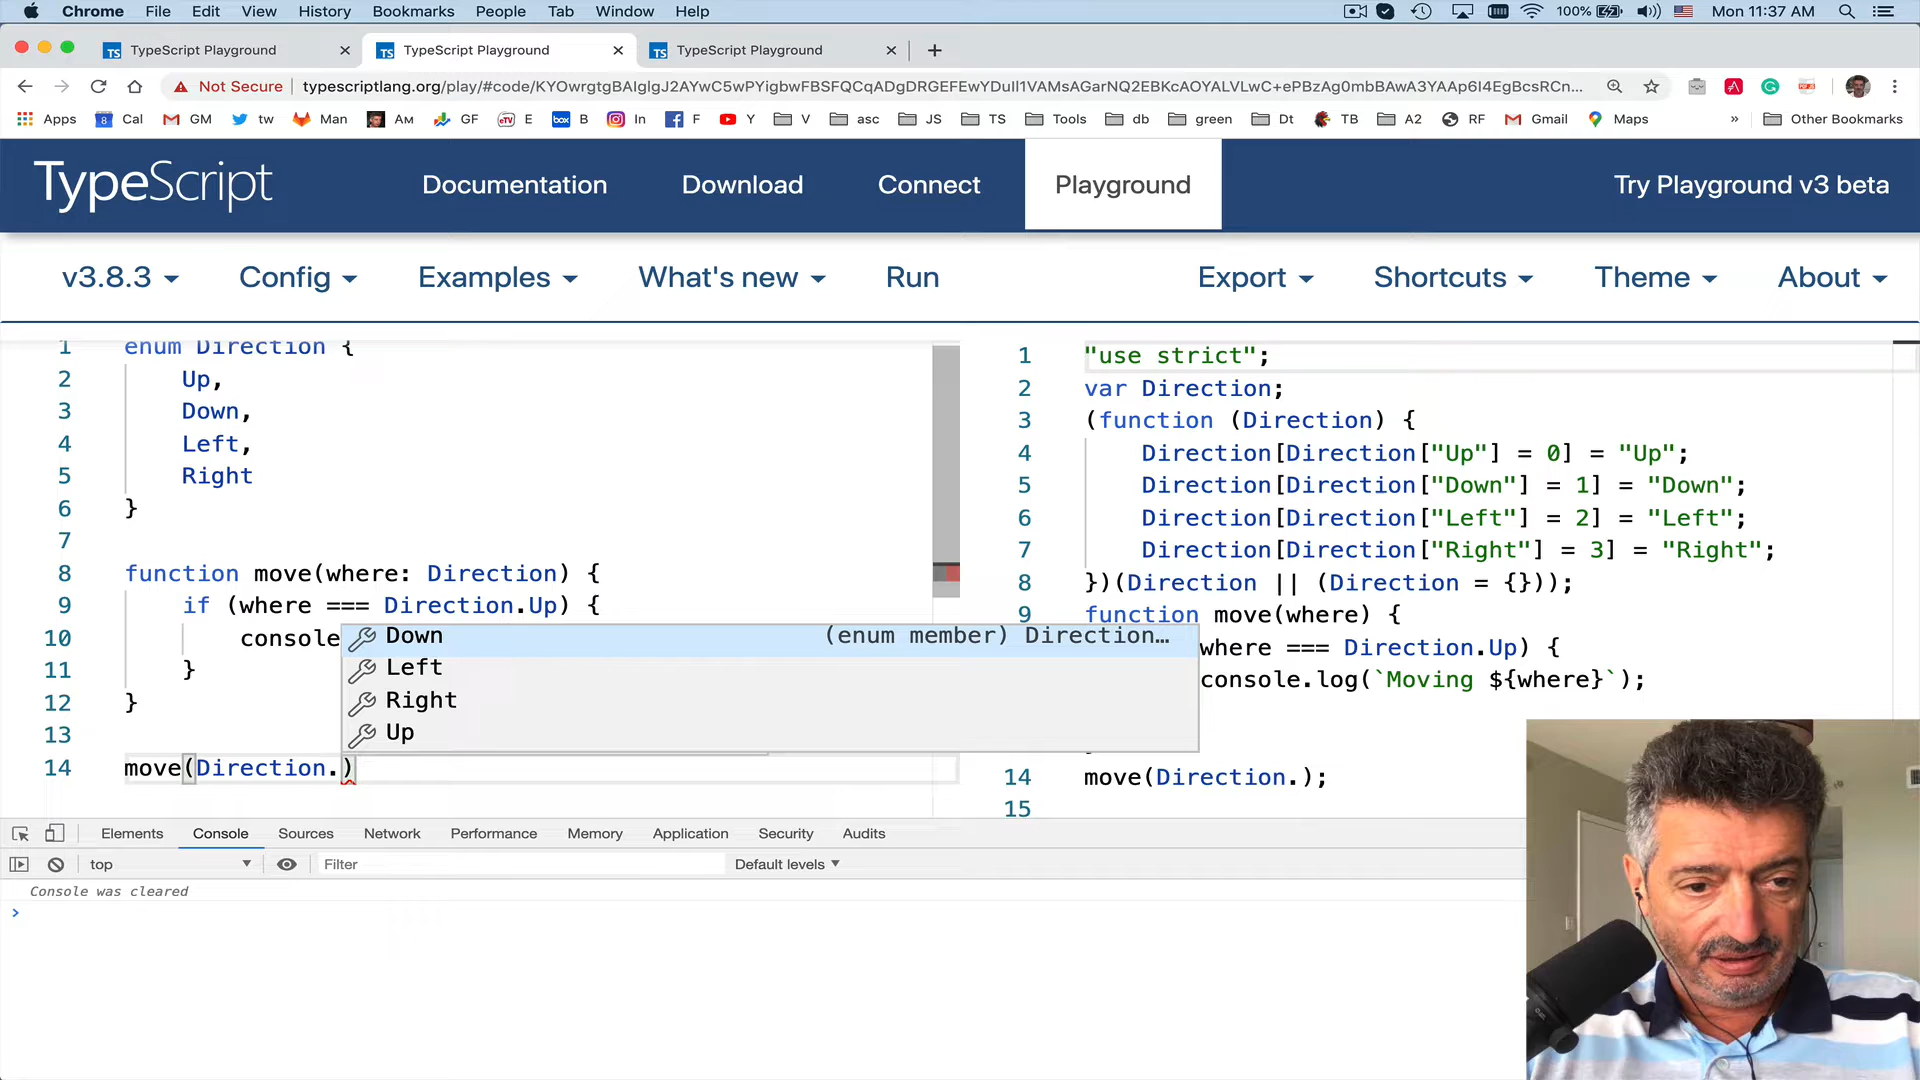 Chrome File Edit View History Bookmarks People Tab Window Help 100% Mon 11:37 AM
TypeScript Playground TypeScript Playground TypeScript Playground
Not Secure typescriptlang.org/play/#code/KYOwrgtgBAIglgJ2AYwC5wPYigbwFBSFQCqADgDRGEFEwYDuIl1VAMsAGarNQ2EBKcAOYALVLwC+ePBzAg0mbBAwA3YAAp6I4EgBcsRCn...
Apps Cal GM tw Man Ам GF E B In F Y V asc JS TS Tools db green Dt TB A2 RF Gmail Maps » Other Bookmarks
TypeScript Documentation Download Connect Playground Try Playground v3 beta
v3.8.3 Config Examples What's new Run Export Shortcuts Theme About
1 enum Direction {
2 Up,
3 Down,
4 Left,
5 Right
6 }
7
8 function move(where: Direction) {
9 if (where === Direction.Up) {
10 console
11 }
12 }
13
14 move(Direction.)
Down (enum member) Direction…
Left
Right
Up
1 "use strict";
2 var Direction;
3 (function (Direction) {
4 Direction[Direction["Up"] = 0] = "Up";
5 Direction[Direction["Down"] = 1] = "Down";
6 Direction[Direction["Left"] = 2] = "Left";
7 Direction[Direction["Right"] = 3] = "Right";
8 })(Direction || (Direction = {}));
9 function move(where) {
where === Direction.Up) {
console.log(`Moving ${where}`);
14 move(Direction.);
15
Elements Console Sources Network Performance Memory Application Security Audits
top Filter Default levels
Console was cleared
>